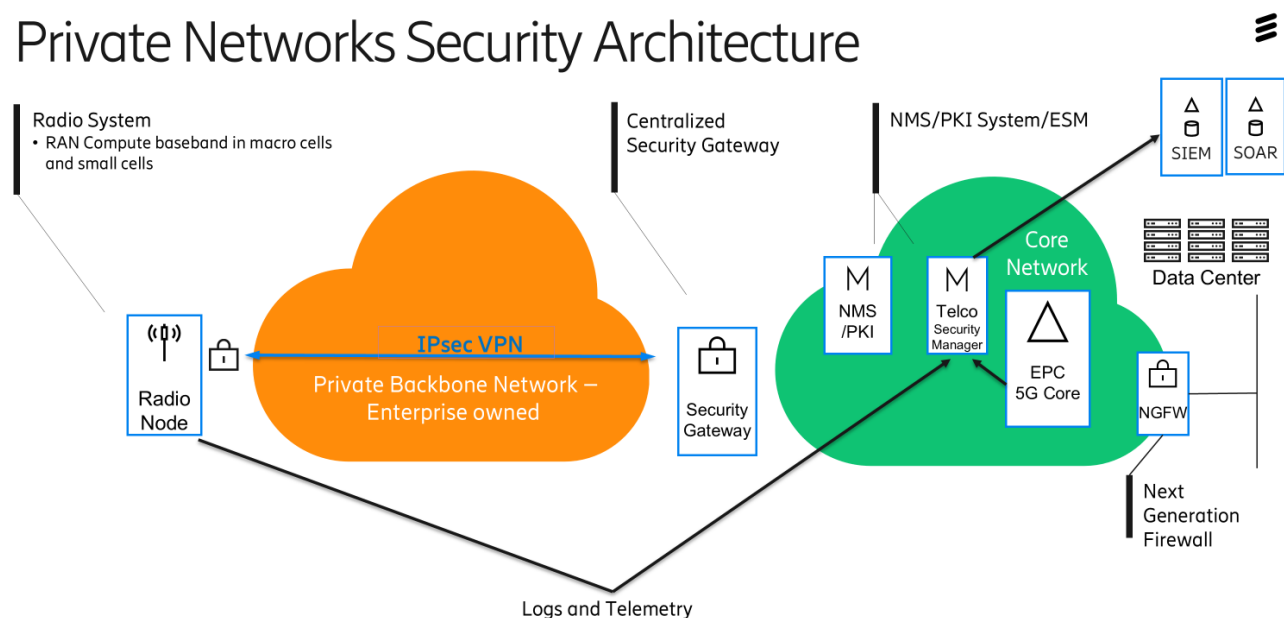 Private Networks Security Architecture
Radio System
• RAN Compute baseband in macro cells
and small cells
Centralized
Security Gateway
NMS/PKI System/ESM
SIEM
SOAR
Data Center
Core
Network
M
NMS
/PKI
M
Telco
Security
Manager
EPC
5G Core
NGFW
IPsec VPN
Private Backbone Network –
Enterprise owned
Radio
Node
Security
Gateway
Next
Generation
Firewall
Logs and Telemetry